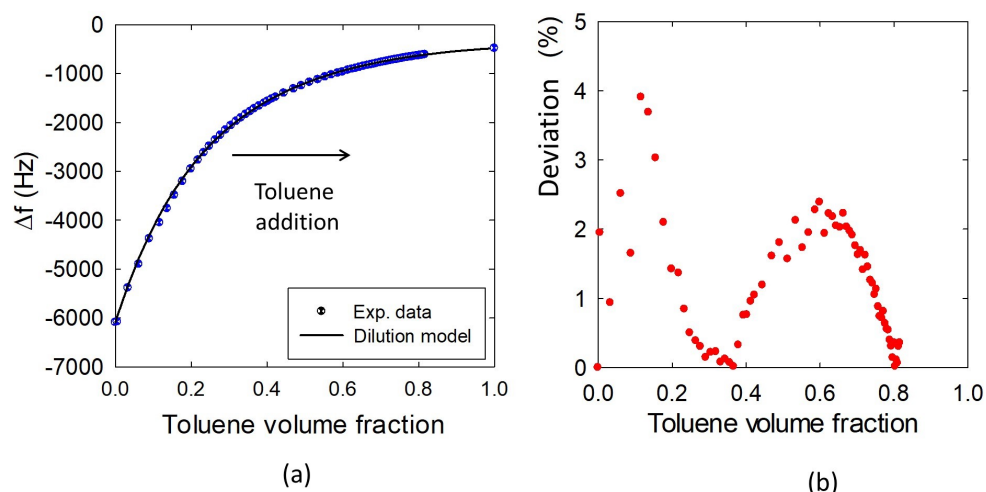 0
-1000
-2000
-3000
-4000
-5000
-6000
-7000
Δf (Hz)
Toluene
addition
Exp. data
Dilution model
0.0 0.2 0.4 0.6 0.8 1.0
Toluene volume fraction
(a)
5
4
3
2
1
0
Deviation (%)
0.0 0.2 0.4 0.6 0.8 1.0
Toluene volume fraction
(b)